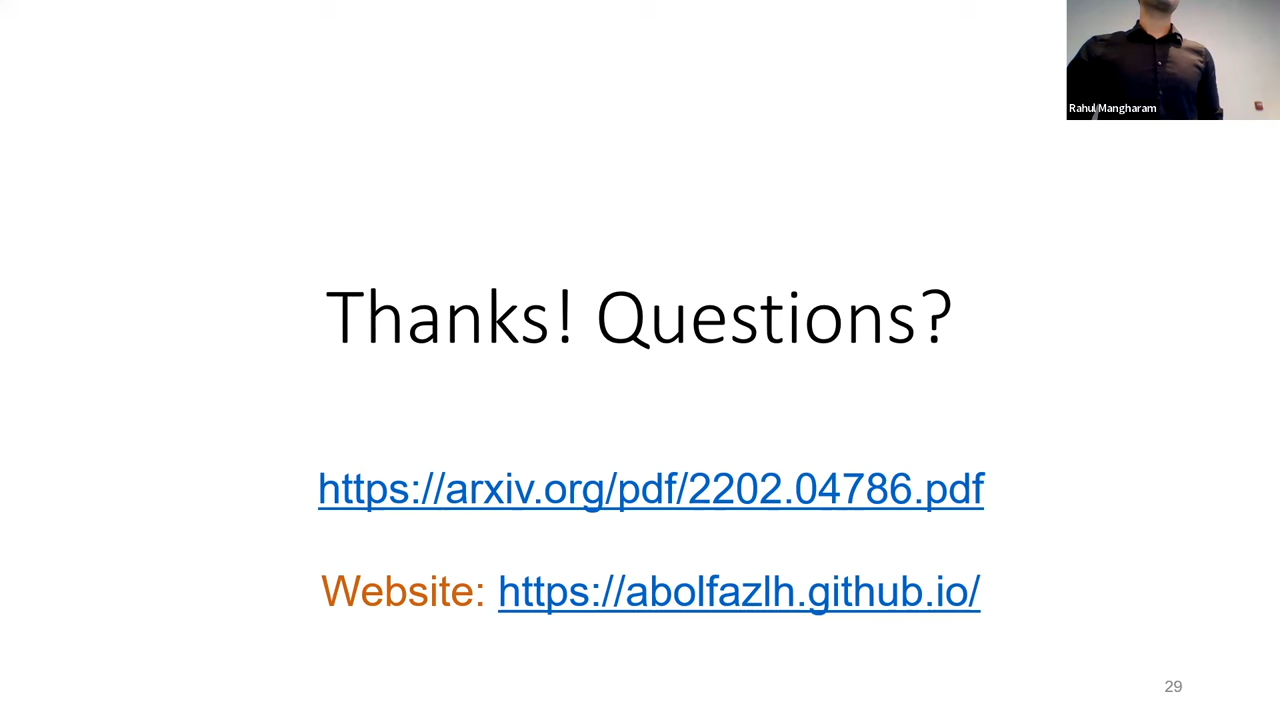 Rahul Mangharam
Thanks! Questions?
https://arxiv.org/pdf/2202.04786.pdf
Website: https://abolfazlh.github.io/
29